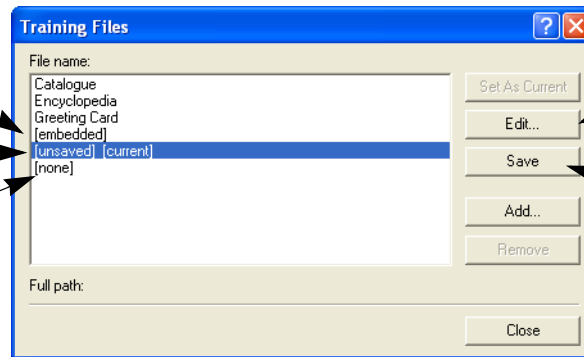 Training Files
File name:
Catalogue
Encyclopedia
Greeting Card
[embedded]
[unsaved] [current]
[none]
Set As Current
Edit...
Save
Add...
Remove
Full path:
Close